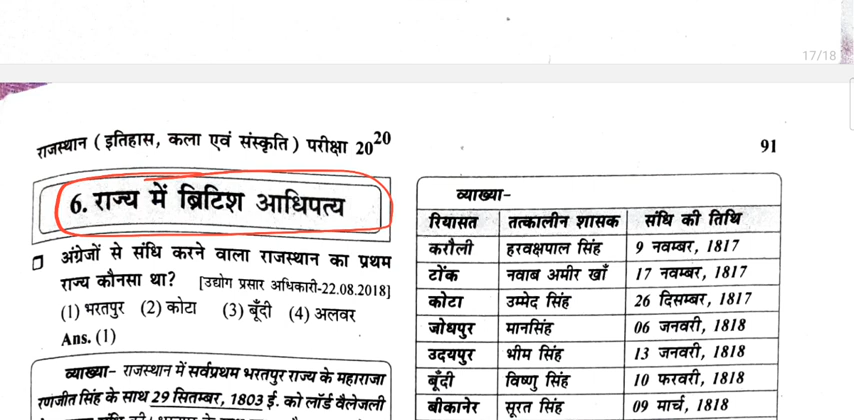 17/18
राजस्थान ( इतिहास, कला एवं संस्कृति ) परीक्षा 2020
91
6. राज्य में ब्रिटिश आधिपत्य
अंग्रेजों से संधि करने वाला राजस्थान का प्रथम
राज्य कौनसा था? [उद्योग प्रसार अधिकारी-22.08.2018]
(1) भरतपुर (2) कोटा (3) बूँदी (4) अलवर
Ans. (1)
व्याख्या– राजस्थान में सर्वप्रथम भरतपुर राज्य के महाराजा
रणजीत सिंह के साथ 29 सितम्बर, 1803 ई. को लॉर्ड वैलेजली
व्याख्या–
रियासत तत्कालीन शासक संधि की तिथि
करौली हरवक्षपाल सिंह 9 नवम्बर, 1817
टोंक नवाब अमीर खाँ 17 नवम्बर, 1817
कोटा उम्मेद सिंह 26 दिसम्बर, 1817
जोधपुर मानसिंह 06 जनवरी, 1818
उदयपुर भीम सिंह 13 जनवरी, 1818
बूँदी विष्णु सिंह 10 फरवरी, 1818
बीकानेर सूरत सिंह 09 मार्च, 1818